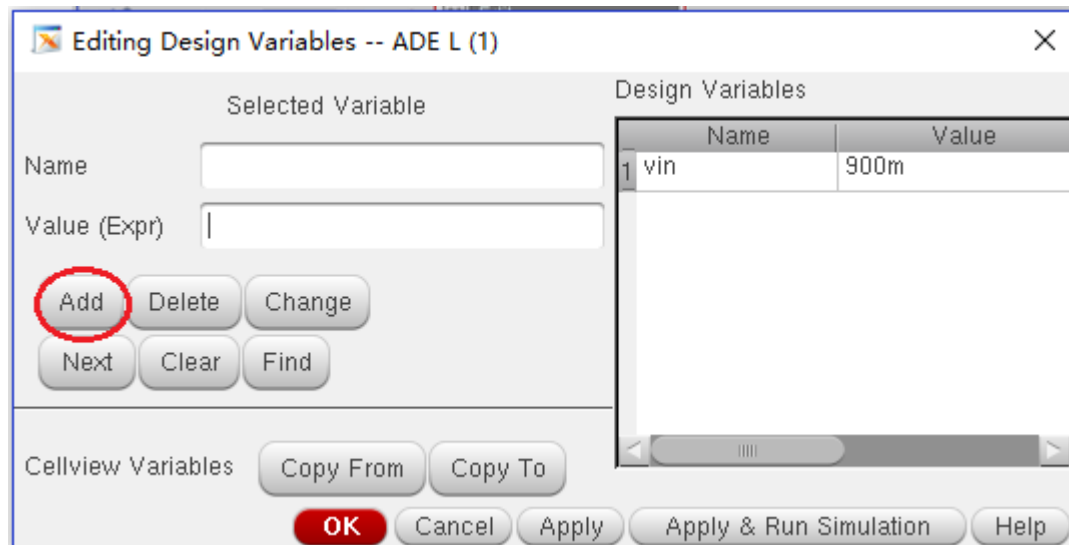 Editing Design Variables -- ADE L (1)
Selected Variable
Name
Value (Expr)
Add Delete Change
Next Clear Find
Design Variables
Name Value
1 vin 900m
Cellview Variables Copy From Copy To
OK Cancel Apply Apply & Run Simulation Help